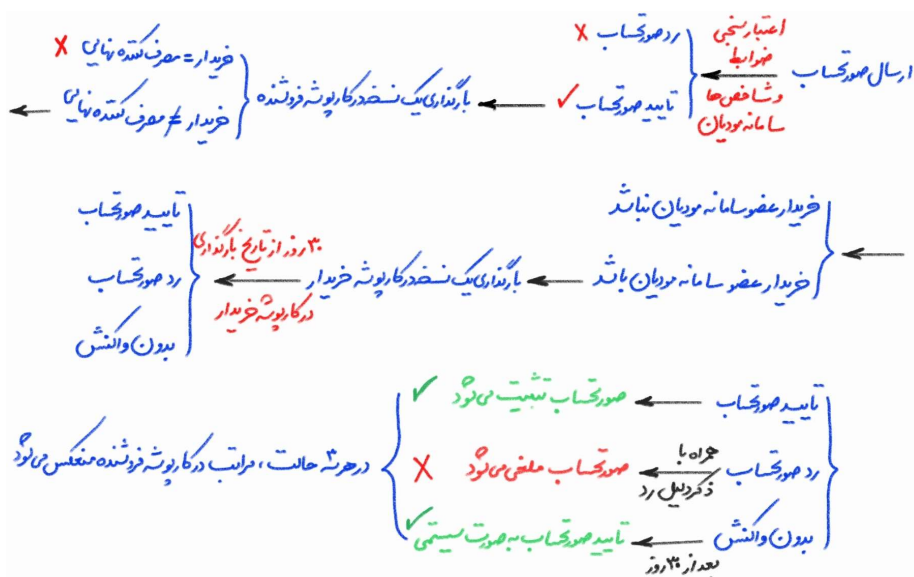 ارسال صورتحساب
اعتبارسنجی
ضوابط
و شاخص‌ها
سامانه مودیان
رد صورتحساب ✗
تایید صورتحساب ✓
بارگذاری یک نسخه در کارپوشه فروشنده
خریدار = مصرف کننده نهایی ✗
خریدار ≠ مصرف کننده نهایی
خریدار عضو سامانه مودیان نباشد
خریدار عضو سامانه مودیان باشد
بارگذاری یک نسخه در کارپوشه خریدار
۳۰ روز از تاریخ بارگذاری
در کارپوشه خریدار
تایید صورتحساب
رد صورتحساب
بدون واکنش
تایید صورتحساب
صورتحساب تثبیت می‌شود ✓
رد صورتحساب
همراه با
ذکر دلیل رد
صورتحساب ملغی می‌شود ✗
بدون واکنش
بعد از ۳۰ روز
تایید صورتحساب به صورت سیستمی ✓
در هر ۳ حالت، مراتب در کارپوشه فروشنده منعکس می‌شود